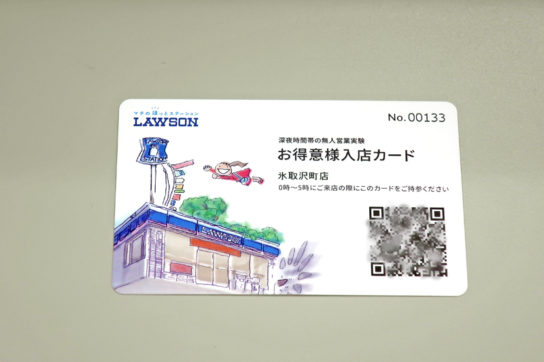 マチのほっとステーション
LAWSON
No.00133
深夜時間帯の無人営業実験
お得意様入店カード
氷取沢町店
0時～5時にご来店の際にこのカードをご持参ください
LAWSON